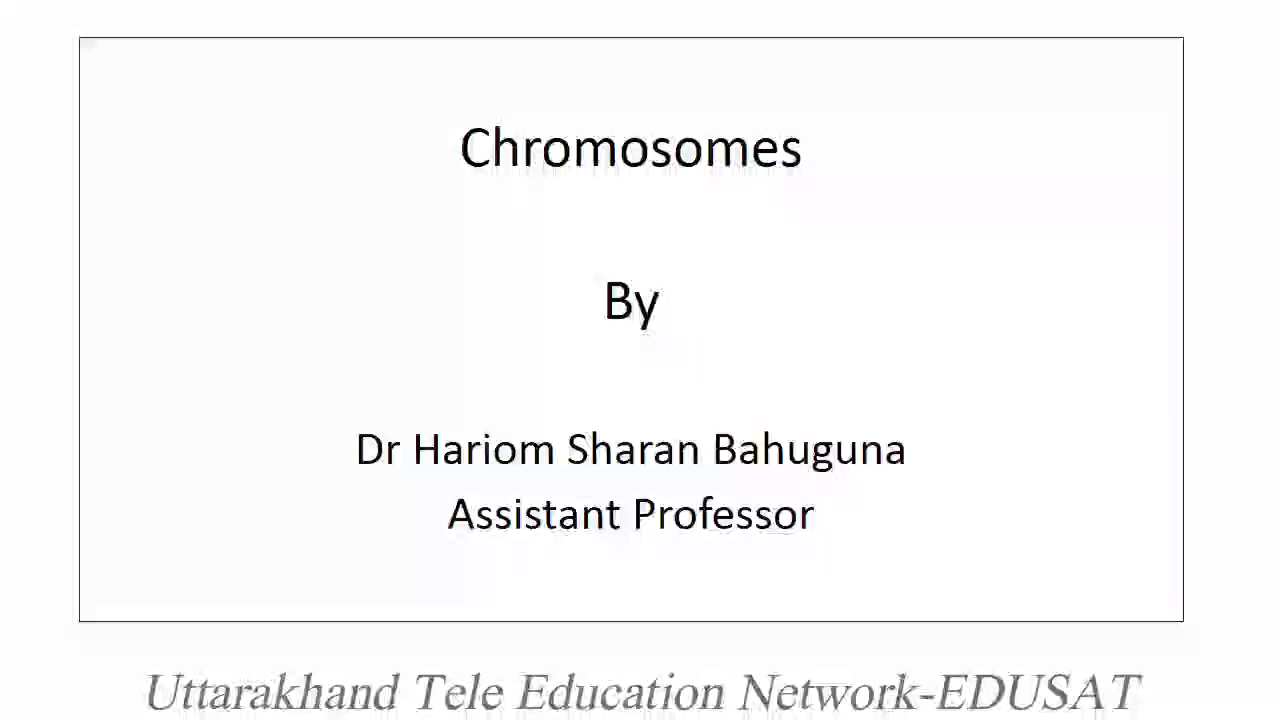 Chromosomes
By
Dr Hariom Sharan Bahuguna
Assistant Professor
Uttarakhand Tele Education Network-EDUSAT